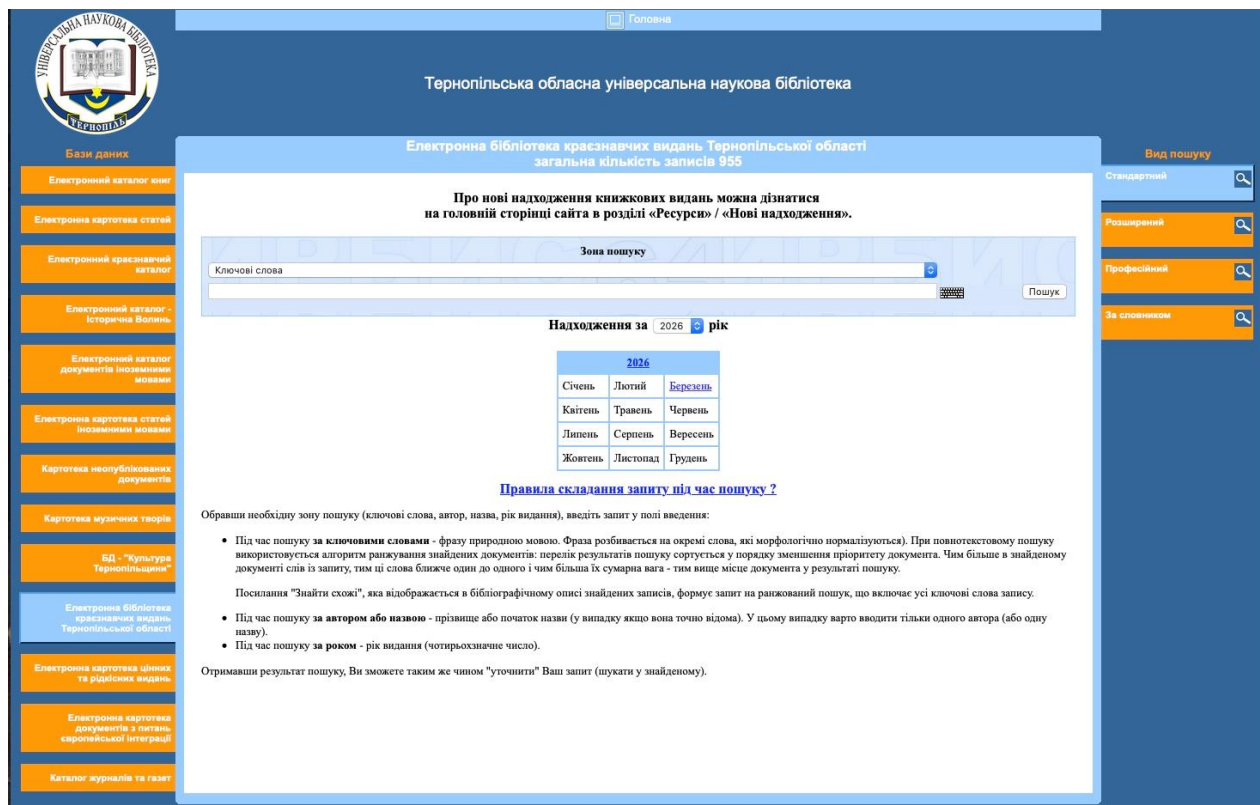 УНІВЕРСАЛЬНА НАУКОВА БІБЛІОТЕКА
ТЕРНОПІЛЬ
Головна
Тернопільська обласна універсальна наукова бібліотека
Бази даних
Електронний каталог книг
Електронна картотека статей
Електронний краєзнавчий
каталог
Електронний каталог -
Історична Волинь
Електронний каталог
документів іноземними
мовами
Електронна картотека статей
іноземними мовами
Картотека неопублікованих
документів
Картотека музичних творів
БД - "Культура
Тернопільщини"
Електронна бібліотека
краєзнавчих видань
Тернопільської області
Електронна картотека цінних
та рідкісних видань
Електронна картотека
документів з питань
європейської інтеграції
Каталог журналів та газет
Електронна бібліотека краєзнавчих видань Тернопільської області
загальна кількість записів 955
Про нові надходження книжкових видань можна дізнатися
на головній сторінці сайта в розділі «Ресурси» / «Нові надходження».
Зона пошуку
Ключові слова
Пошук
Надходження за 2026 рік
2026
Січень Лютий Березень
Квітень Травень Червень
Липень Серпень Вересень
Жовтень Листопад Грудень
Правила складання запиту під час пошуку ?
Обравши необхідну зону пошуку (ключові слова, автор, назва, рік видання), введіть запит у полі введення:
Під час пошуку за ключовими словами - фразу природною мовою. Фраза розбивається на окремі слова, які морфологічно нормалізуються). При повнотекстовому пошуку
використовується алгоритм ранжування знайдених документів: перелік результатів пошуку сортується у порядку зменшення пріоритету документа. Чим більше в знайденому
документі слів із запиту, тим ці слова ближче один до одного і чим більша їх сумарна вага - тим вище місце документа у результаті пошуку.
Посилання "Знайти схожі", яка відображається в бібліографічному описі знайдених записів, формує запит на ранжований пошук, що включає усі ключові слова запису.
Під час пошуку за автором або назвою - прізвище або початок назви (у випадку якщо вона точно відома). У цьому випадку варто вводити тільки одного автора (або одну
назву).
Під час пошуку за роком - рік видання (чотирьохзначне число).
Отримавши результат пошуку, Ви зможете таким же чином "уточнити" Ваш запит (шукати у знайденому).
Вид пошуку
Стандартний
Розширений
Професійний
За словником